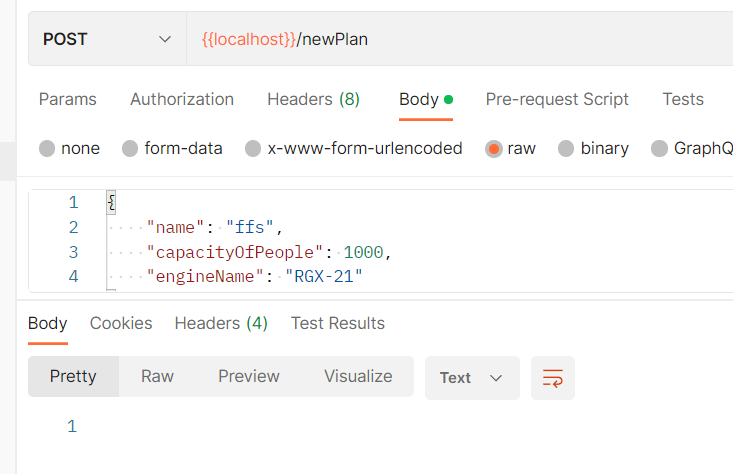 POST {{localhost}}/newPlan
Params Authorization Headers (8) Body Pre-request Script Tests
none form-data x-www-form-urlencoded raw binary GraphQ
1 {
2 "name": "ffs",
3 "capacityOfPeople": 1000,
4 "engineName": "RGX-21"
Body Cookies Headers (4) Test Results
Pretty Raw Preview Visualize Text
1